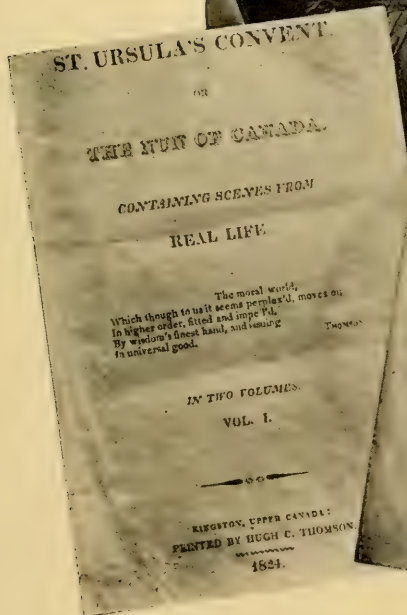 ST. URSULA'S CONVENT,
OR
THE NUN OF CANADA.
CONTAINING SCENES FROM
REAL LIFE
The moral world,
Which though to us it seems perplex'd, moves on
In higher order, fitted and impell'd,
By wisdom's finest hand, and issuing
In universal good.
THOMSON
IN TWO VOLUMES.
VOL. I.
KINGSTON, UPPER CANADA:
PRINTED BY HUGH C. THOMSON.
1824.